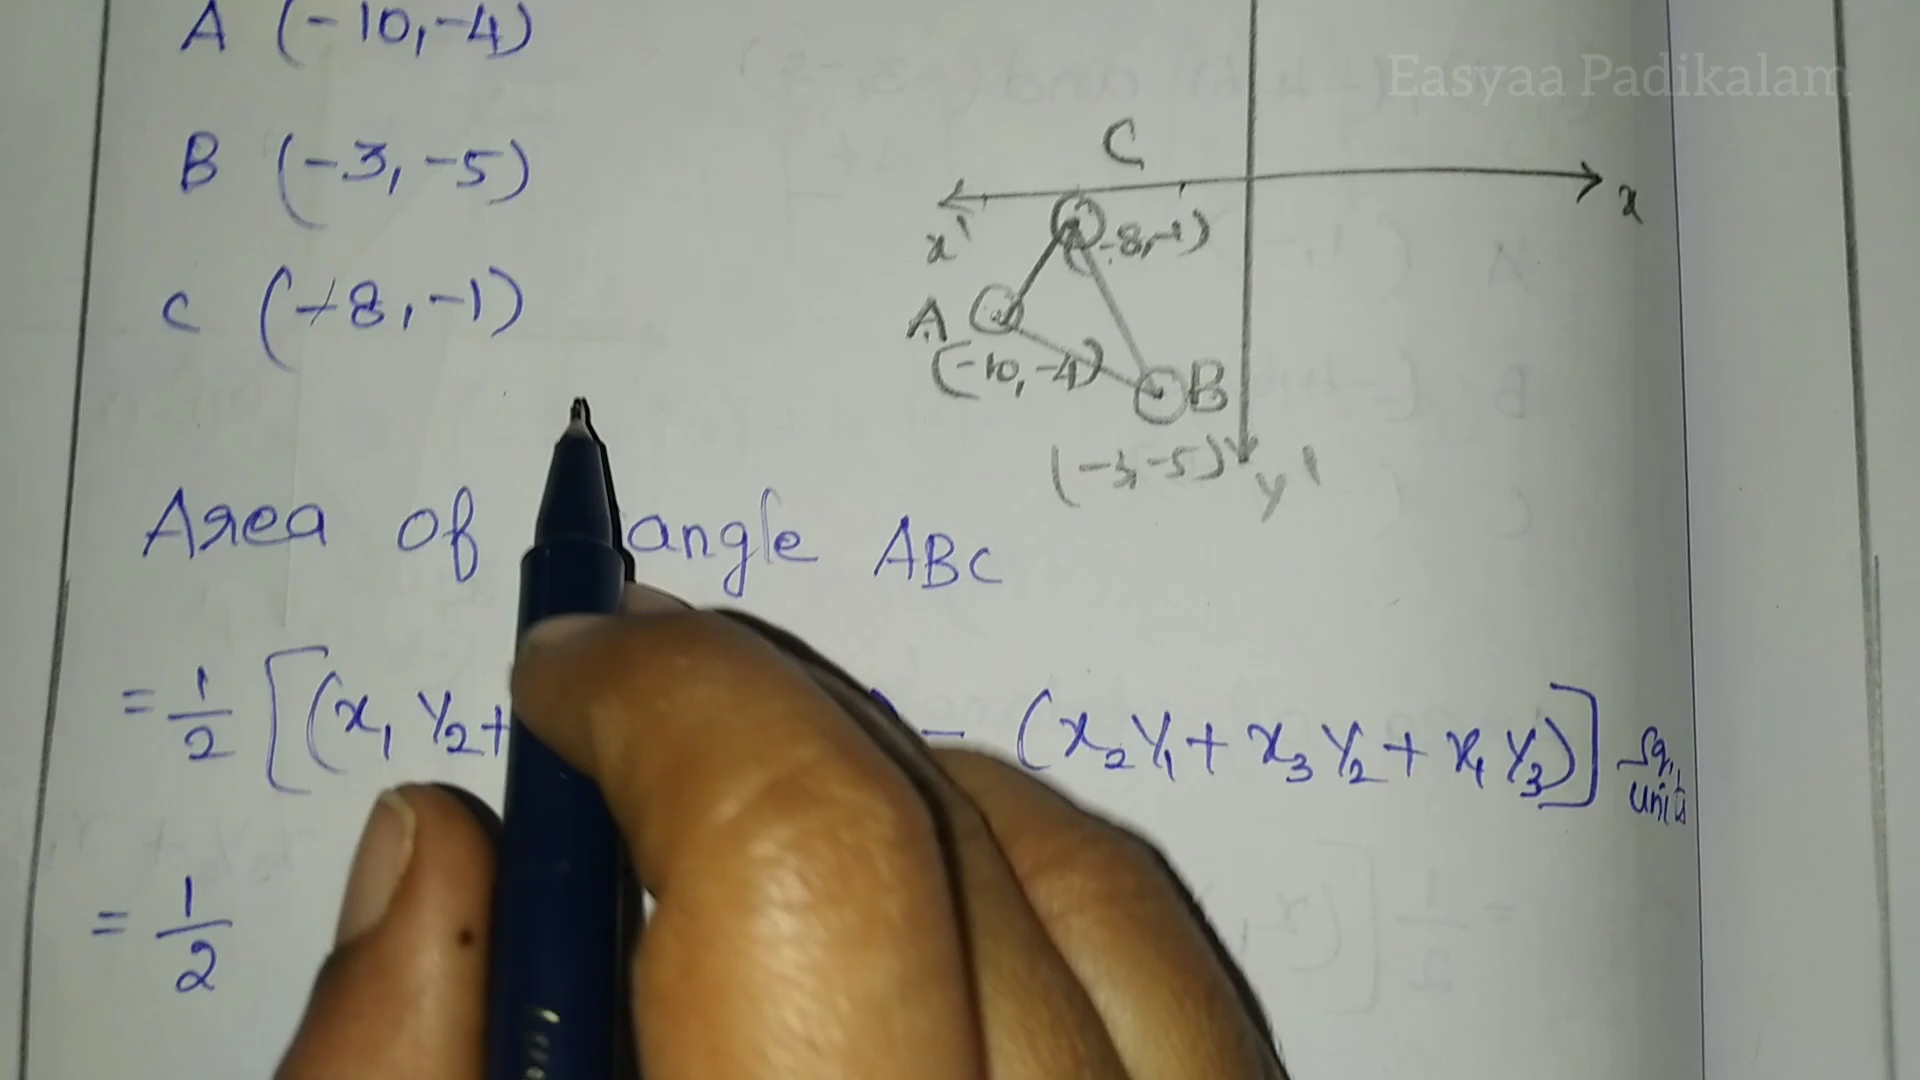 A (-10, -4)
Easyaa Padikalam
B (-3, -5)
C
x
x'
(-8, -1)
C (-8, -1)
A
(-10, -4)
B
(-3, -5)
y'
Area of angle ABC
= 1/2 [(x₁ y₂ + - (x₂ y₁ + x₃ y₂ + x₁ y₃)] sq. units
= 1/2